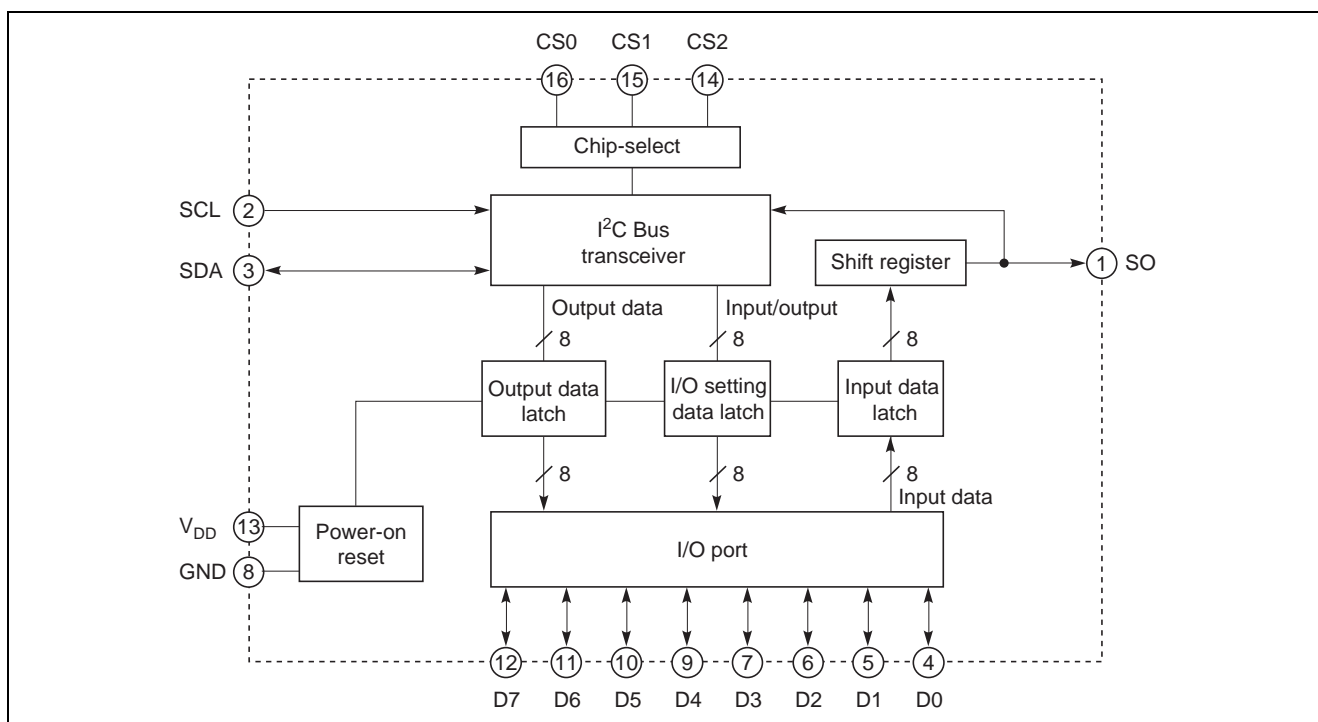 CS0 CS1 CS2
16 15 14
Chip-select
SCL 2
I²C Bus
transceiver
SDA 3
Shift register
1 SO
Output data
Input/output
8 8 8
Output data
latch
I/O setting
data latch
Input data
latch
8 8 8
Input data
VDD 13
GND 8
Power-on
reset
I/O port
12 11 10 9 7 6 5 4
D7 D6 D5 D4 D3 D2 D1 D0